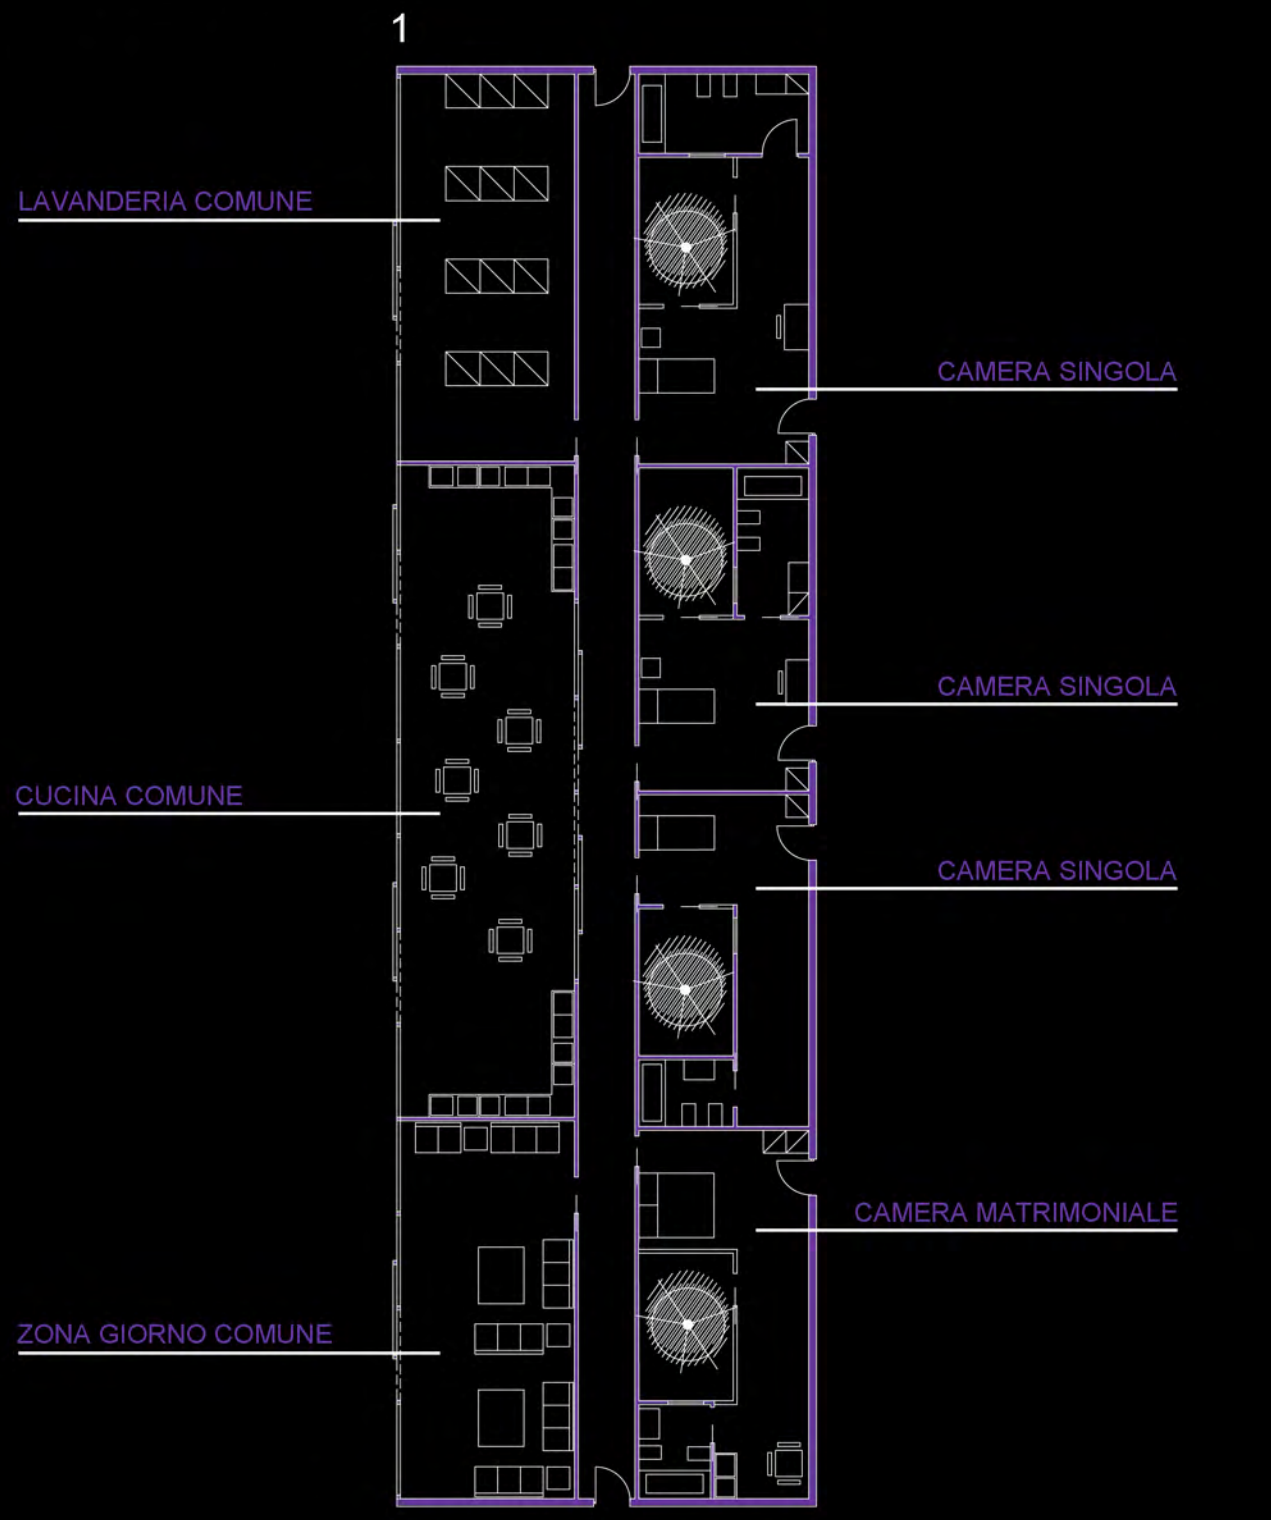 1
LAVANDERIA COMUNE
CAMERA SINGOLA
CAMERA SINGOLA
CUCINA COMUNE
CAMERA SINGOLA
CAMERA MATRIMONIALE
ZONA GIORNO COMUNE